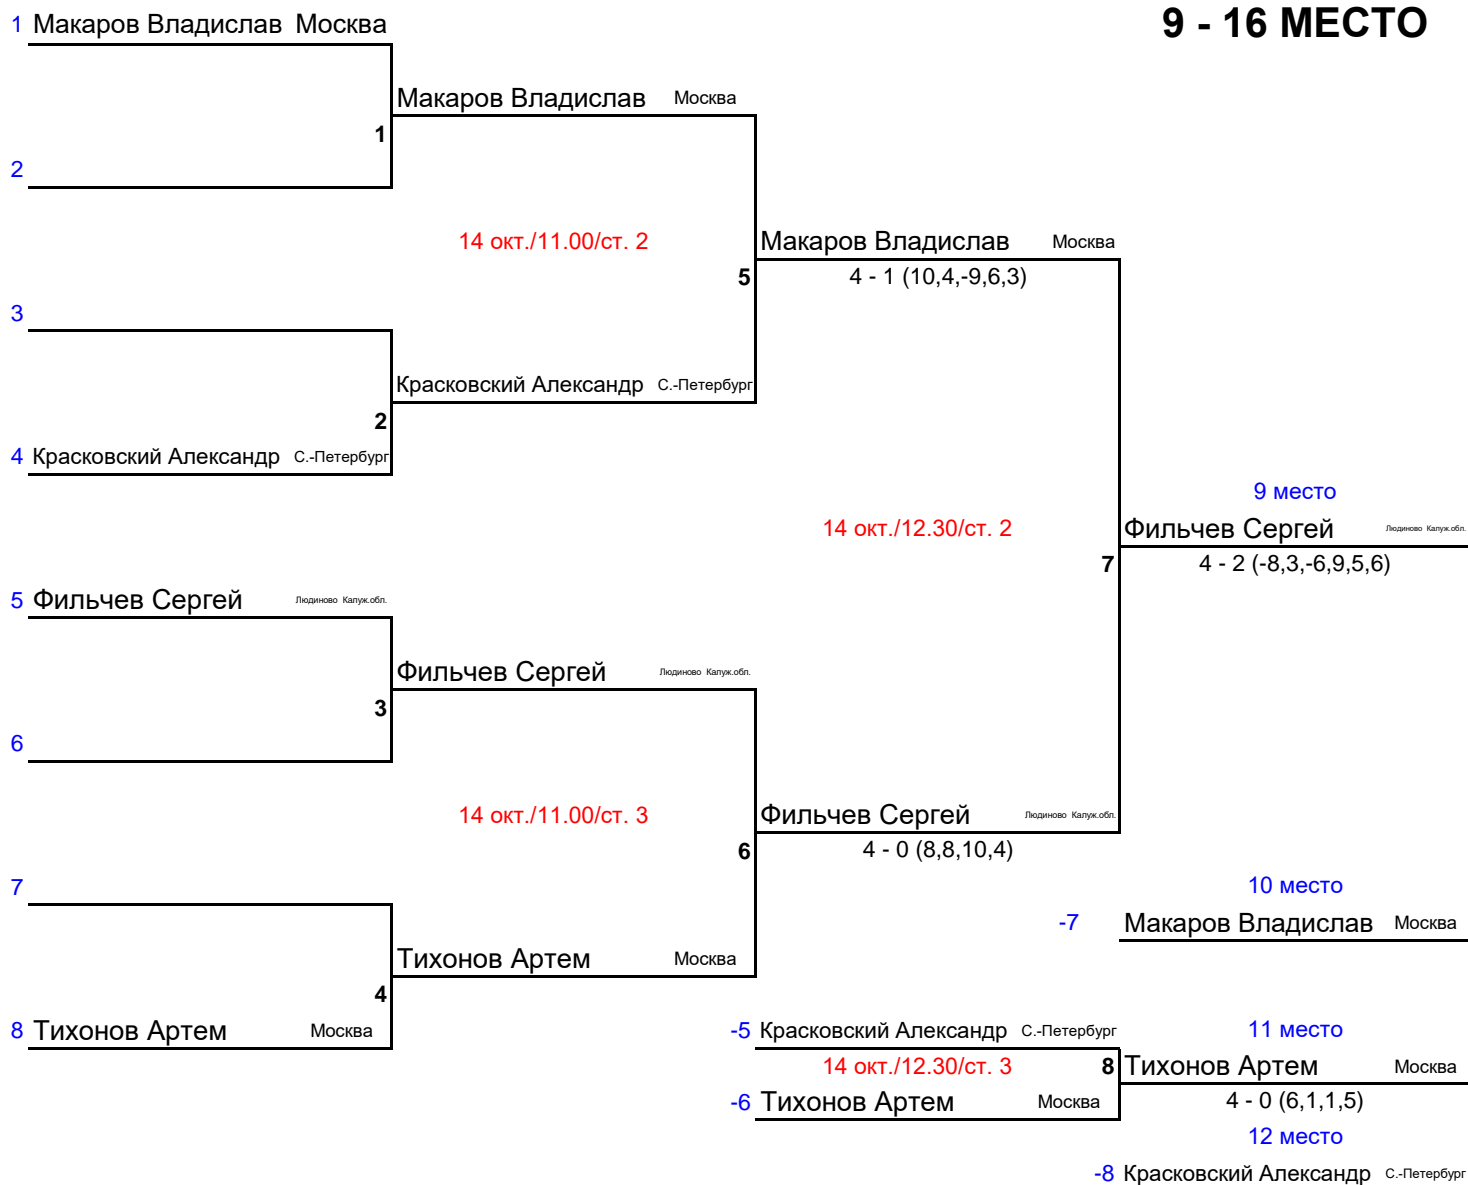 9 - 16 МЕСТО
1 Макаров Владислав Москва
Макаров Владислав Москва
1
2
14 окт./11.00/ст. 2
Макаров Владислав Москва
5
4 - 1 (10,4,-9,6,3)
3
Красковский Александр С.-Петербург
2
4 Красковский Александр С.-Петербург
9 место
14 окт./12.30/ст. 2
Фильчев Сергей Людиново Калуж.обл.
7
4 - 2 (-8,3,-6,9,5,6)
5 Фильчев Сергей Людиново Калуж.обл.
Фильчев Сергей Людиново Калуж.обл.
3
6
14 окт./11.00/ст. 3
Фильчев Сергей Людиново Калуж.обл.
6
4 - 0 (8,8,10,4)
7
10 место
-7 Макаров Владислав Москва
Тихонов Артем Москва
4
8 Тихонов Артем Москва
-5 Красковский Александр С.-Петербург
11 место
14 окт./12.30/ст. 3
8
Тихонов Артем Москва
-6 Тихонов Артем Москва
4 - 0 (6,1,1,5)
12 место
-8 Красковский Александр С.-Петербург